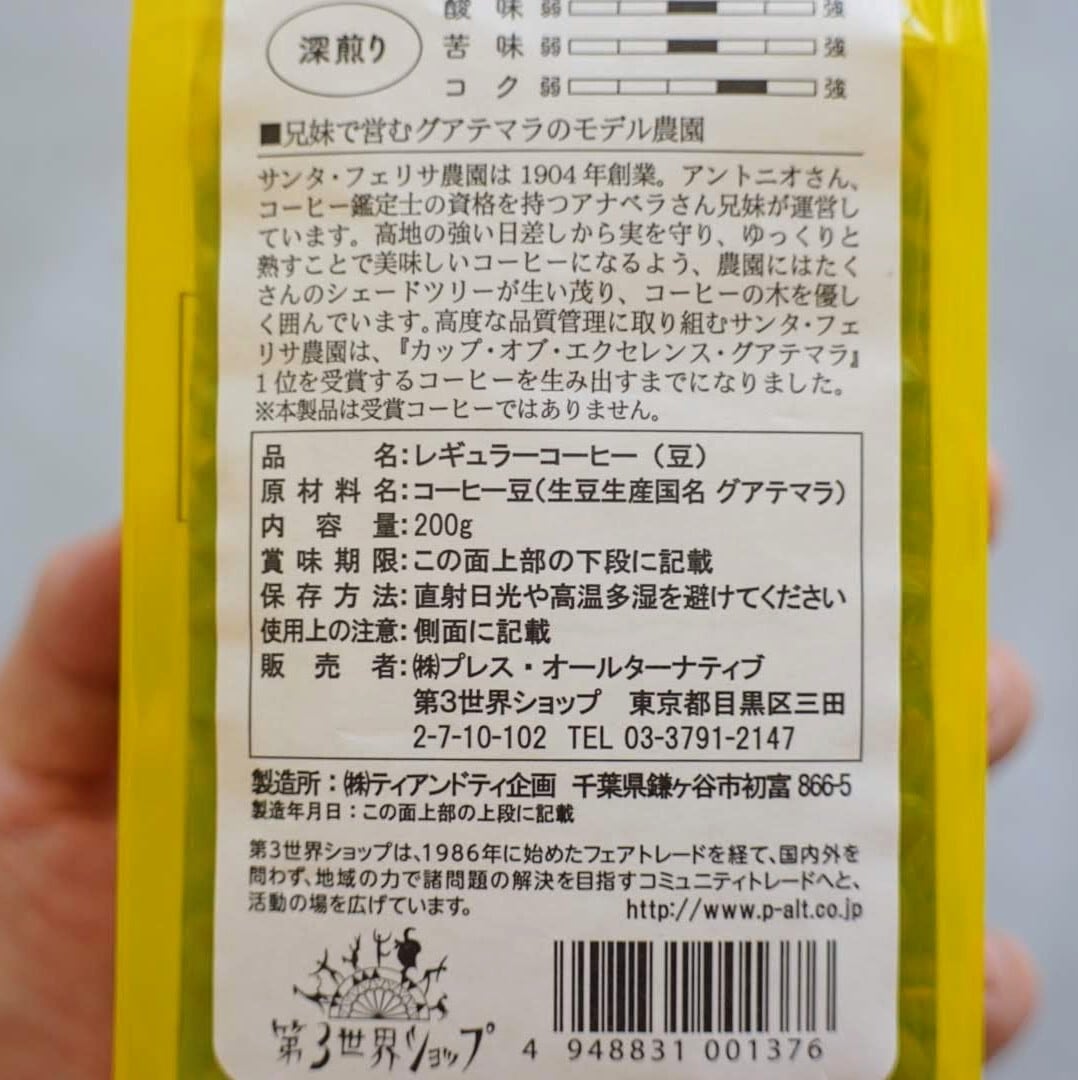 深煎り
酸味 弱 強
苦味 弱 強
コク 弱 強
■兄妹で営むグアテマラのモデル農園
サンタ・フェリサ農園は1904年創業。アントニオさん、
コーヒー鑑定士の資格を持つアナベラさん兄妹が運営し
ています。高地の強い日差しから実を守り、ゆっくりと
熟すことで美味しいコーヒーになるよう、農園にはたく
さんのシェードツリーが生い茂り、コーヒーの木を優し
く囲んでいます。高度な品質管理に取り組むサンタ・フェ
リサ農園は、『カップ・オブ・エクセレンス・グアテマラ』
1位を受賞するコーヒーを生み出すまでになりました。
※本製品は受賞コーヒーではありません。
品名:レギュラーコーヒー（豆）
原材料名:コーヒー豆(生豆生産国名 グアテマラ)
内容量:200g
賞味期限:この面上部の下段に記載
保存方法:直射日光や高温多湿を避けてください
使用上の注意:側面に記載
販売者:㈱プレス・オールターナティブ
第3世界ショップ 東京都目黒区三田
2-7-10-102 TEL 03-3791-2147
製造所：㈱ティアンドティ企画 千葉県鎌ヶ谷市初富 866-5
製造年月日：この面上部の上段に記載
第3世界ショップは、1986年に始めたフェアトレードを経て、国内外を
問わず、地域の力で諸問題の解決を目指すコミュニティトレードへと、
活動の場を広げています。 http://www.p-alt.co.jp
第3世界ショップ
4 948831 001376